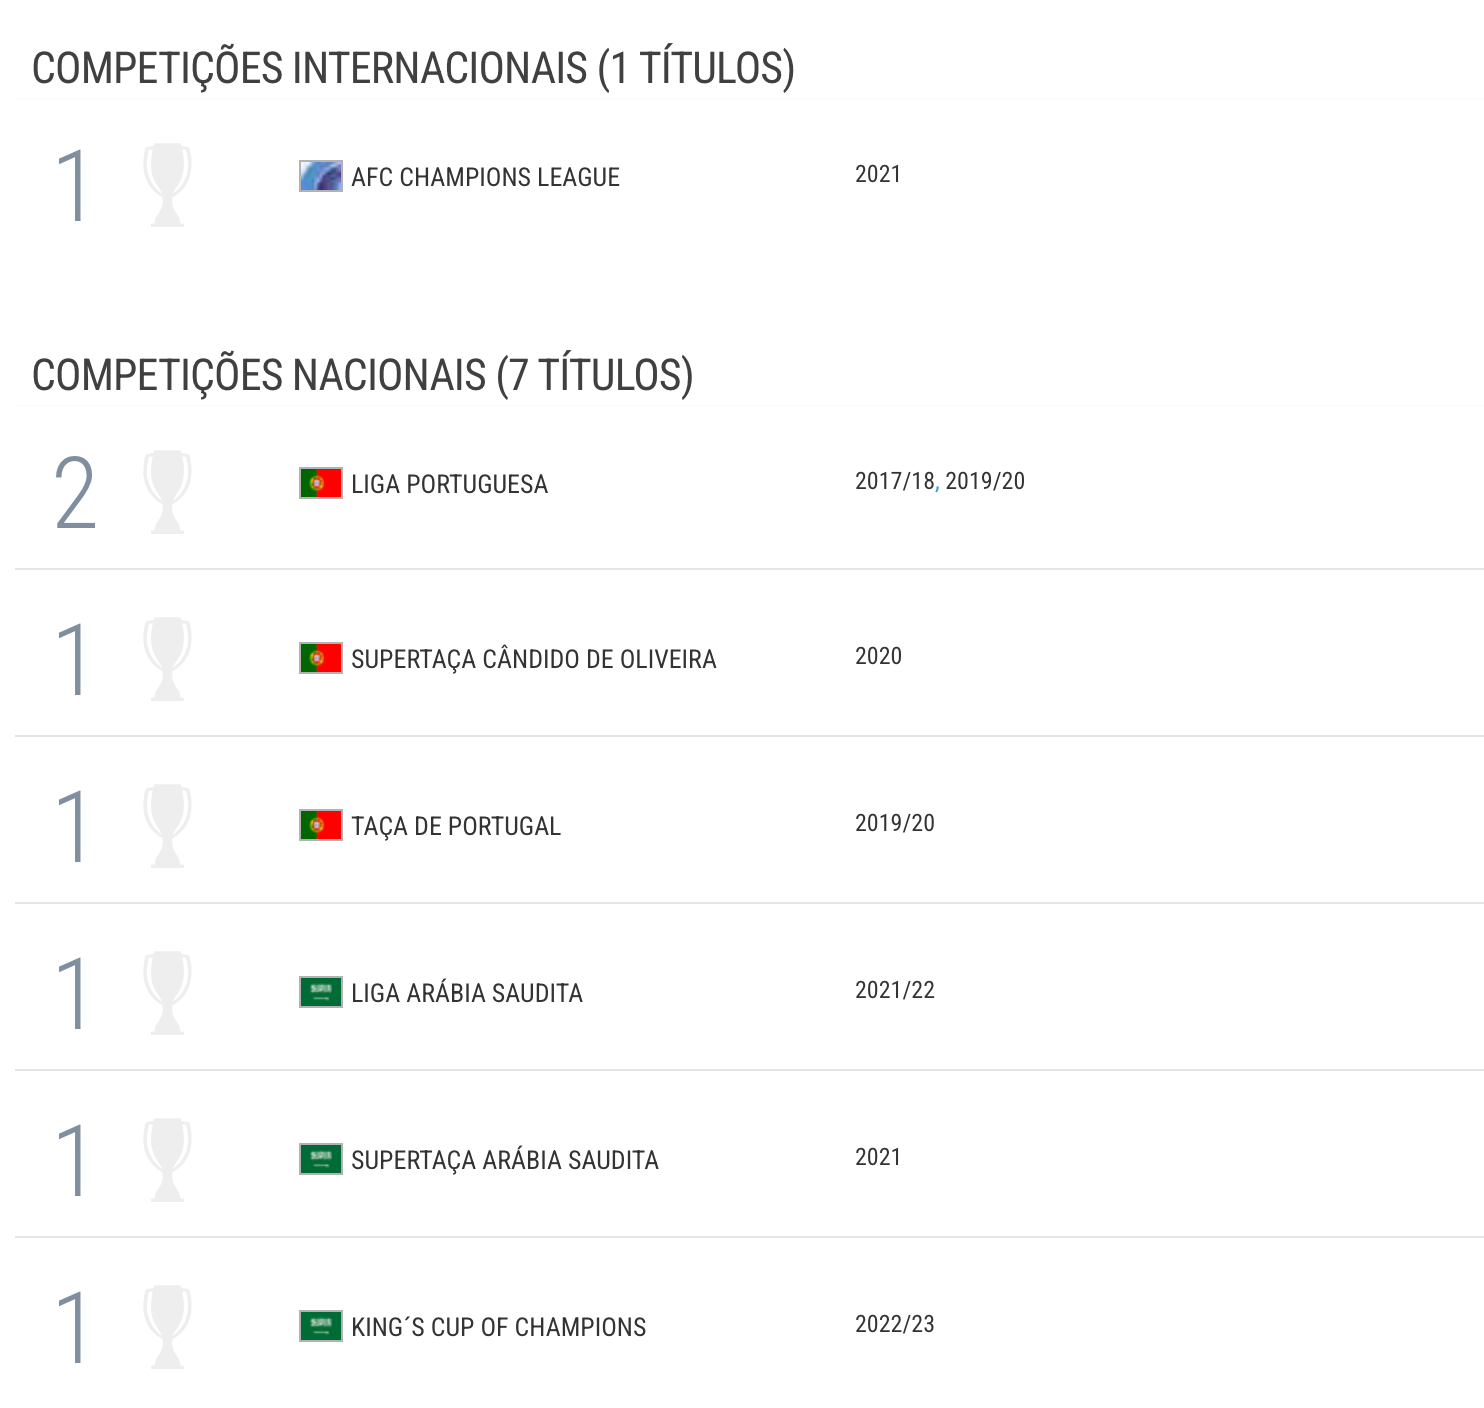 COMPETIÇÕES INTERNACIONAIS (1 TÍTULOS)
1 AFC CHAMPIONS LEAGUE 2021
COMPETIÇÕES NACIONAIS (7 TÍTULOS)
2 LIGA PORTUGUESA 2017/18, 2019/20
1 SUPERTAÇA CÂNDIDO DE OLIVEIRA 2020
1 TAÇA DE PORTUGAL 2019/20
1 LIGA ARÁBIA SAUDITA 2021/22
1 SUPERTAÇA ARÁBIA SAUDITA 2021
1 KING´S CUP OF CHAMPIONS 2022/23